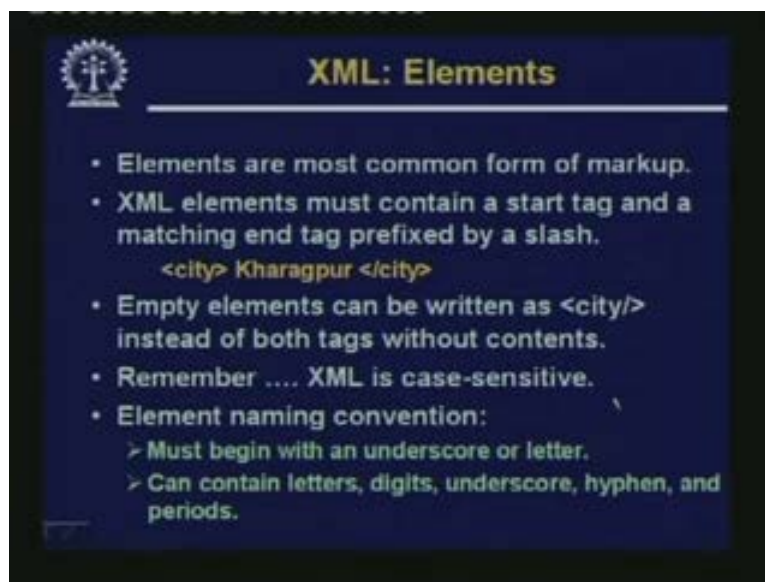 XML: Elements
• Elements are most common form of markup.
• XML elements must contain a start tag and a
matching end tag prefixed by a slash.
<city> Kharagpur </city>
• Empty elements can be written as <city/>
instead of both tags without contents.
• Remember .... XML is case-sensitive.
• Element naming convention:
➢ Must begin with an underscore or letter.
➢ Can contain letters, digits, underscore, hyphen, and
periods.